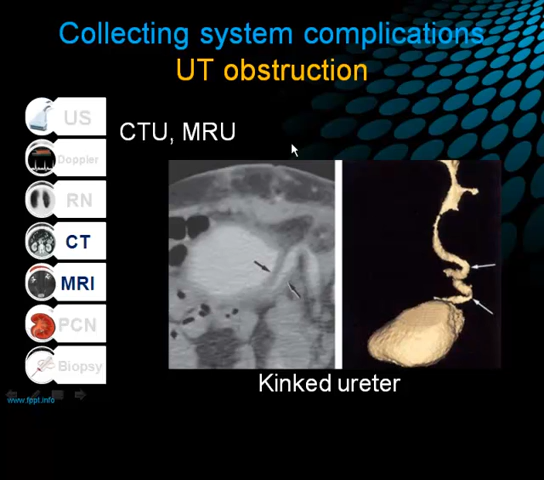 Collecting system complications
UT obstruction
US
Doppler
RN
CT
MRI
PCN
Biopsy
CTU, MRU
Kinked ureter
www.fppt.info